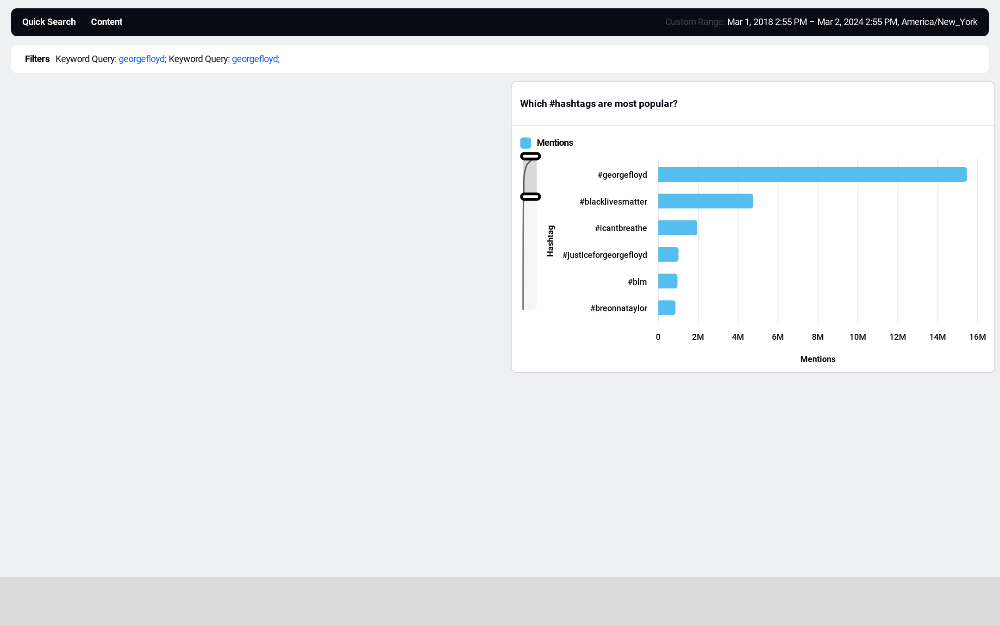 Quick Search Content Custom Range: Mar 1, 2018 2:55 PM – Mar 2, 2024 2:55 PM, America/New_York
Filters Keyword Query: georgefloyd; Keyword Query: georgefloyd;
Which #hashtags are most popular?
Mentions
Hashtag
#georgefloyd
#blacklivesmatter
#icantbreathe
#justiceforgeorgefloyd
#blm
#breonnataylor
0 2M 4M 6M 8M 10M 12M 14M 16M
Mentions